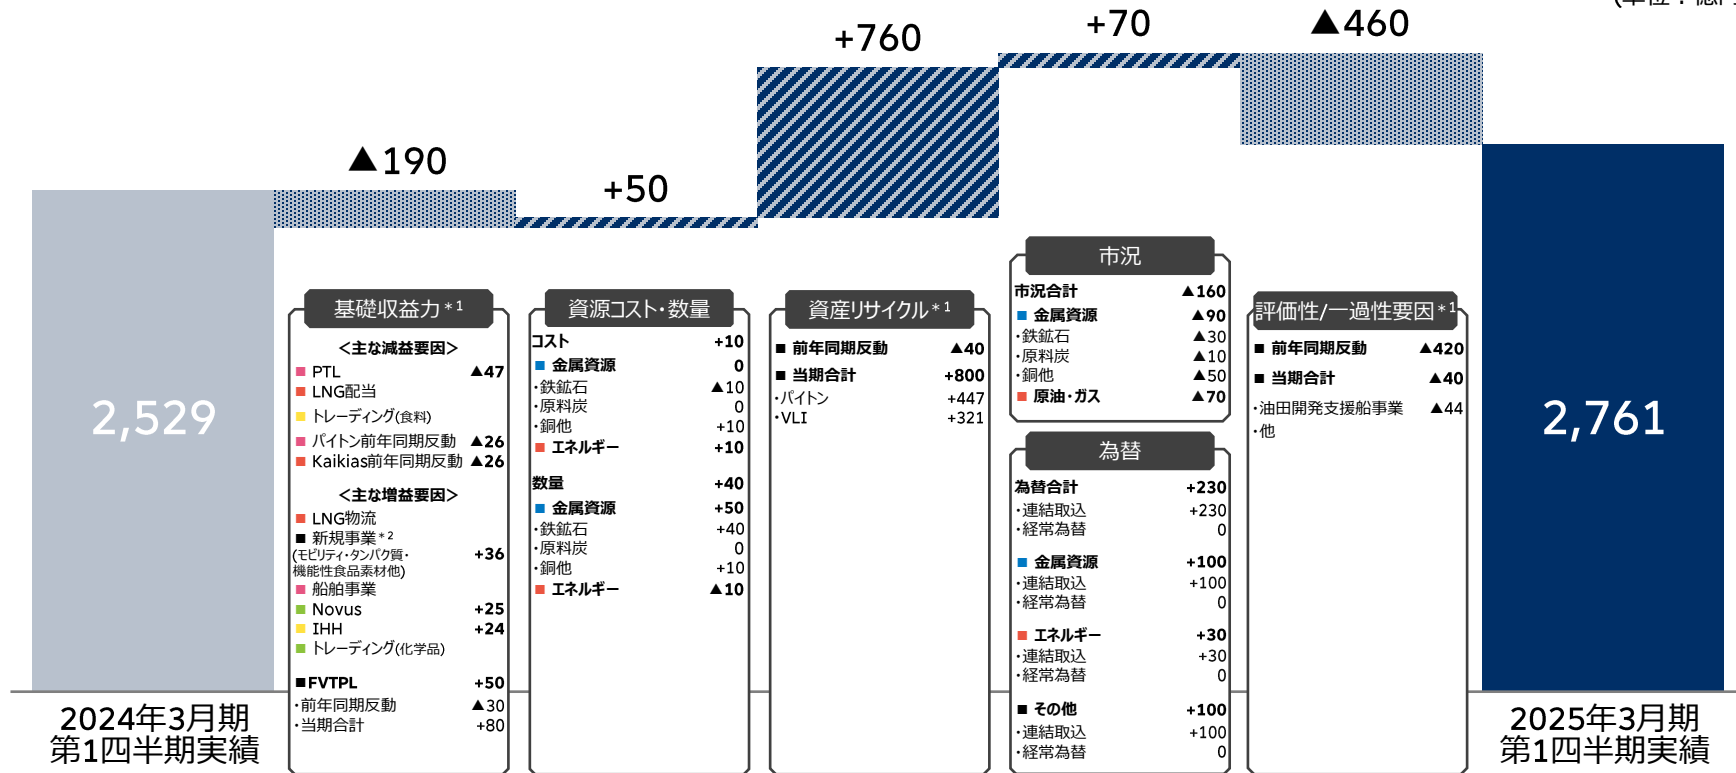 (単位：億円
▲190
+50
+760
+70
▲460
2,529
2,761
2024年3月期
第1四半期実績
2025年3月期
第1四半期実績
基礎収益力*1
<主な減益要因>
■ PTL ▲47
■ LNG配当
■ トレーディング(食料)
■ パイトン前年同期反動 ▲26
■ Kaikias前年同期反動 ▲26
<主な増益要因>
■ LNG物流
■ 新規事業*2
(モビリティ・タンパク質・ +36
機能性食品素材他)
■ 船舶事業
■ Novus +25
■ IHH +24
■ トレーディング(化学品)
■FVTPL +50
・前年同期反動 ▲30
・当期合計 +80
資源コスト・数量
コスト +10
■ 金属資源 0
・鉄鉱石 ▲10
・原料炭 0
・銅他 +10
■ エネルギー +10
数量 +40
■ 金属資源 +50
・鉄鉱石 +40
・原料炭 0
・銅他 +10
■ エネルギー ▲10
資産リサイクル*1
■ 前年同期反動 ▲40
■ 当期合計 +800
・パイトン +447
・VLI +321
市況
市況合計 ▲160
■ 金属資源 ▲90
・鉄鉱石 ▲30
・原料炭 ▲10
・銅他 ▲50
■ 原油・ガス ▲70
為替
為替合計 +230
・連結取込 +230
・経常為替 0
■ 金属資源 +100
・連結取込 +100
・経常為替 0
■ エネルギー +30
・連結取込 +30
・経常為替 0
■ その他 +100
・連結取込 +100
・経常為替 0
評価性/一過性要因*1
■ 前年同期反動 ▲420
■ 当期合計 ▲40
・油田開発支援船事業 ▲44
・他